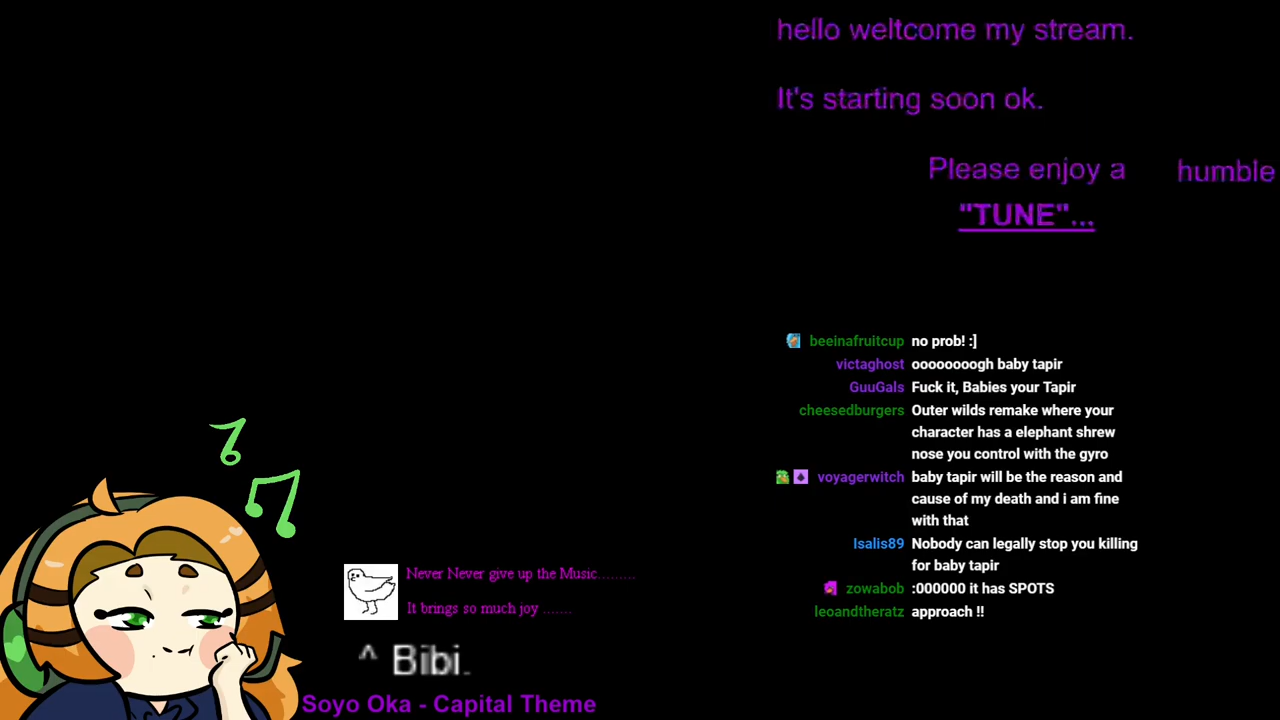 hello weltcome my stream.
It's starting soon ok.
Please enjoy a humble
"TUNE"...
beeinafruitcup no prob! :]
victaghost oooooooogh baby tapir
GuuGals Fuck it, Babies your Tapir
cheesedburgers Outer wilds remake where your
character has a elephant shrew
nose you control with the gyro
voyagerwitch baby tapir will be the reason and
cause of my death and i am fine
with that
Isalis89 Nobody can legally stop you killing
for baby tapir
zowabob :000000 it has SPOTS
leoandtheratz approach !!
Never Never give up the Music.........
It brings so much joy .......
^ Bibi.
Soyo Oka - Capital Theme